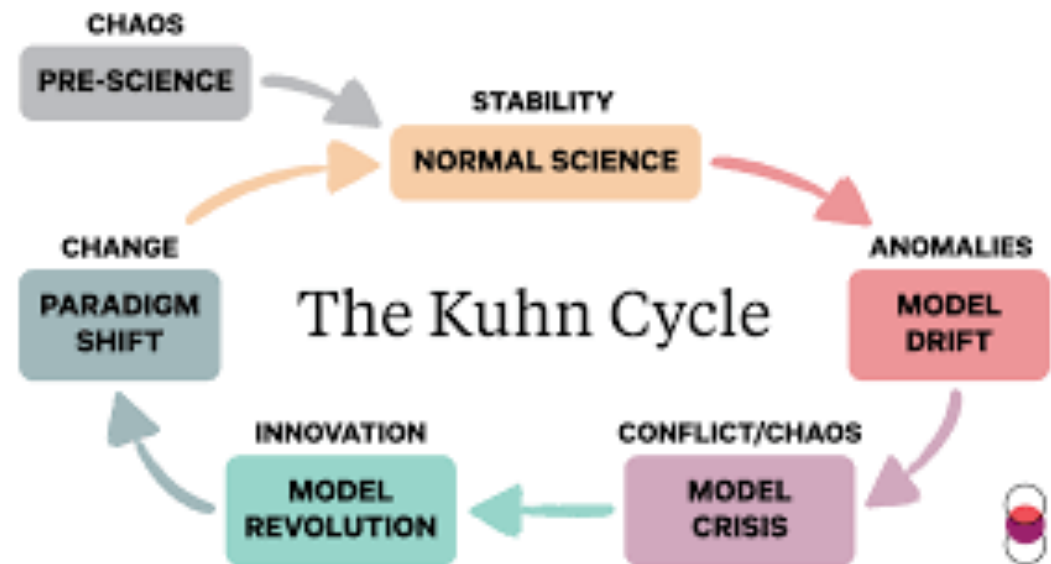 CHAOS
PRE-SCIENCE
STABILITY
NORMAL SCIENCE
ANOMALIES
MODEL
DRIFT
CONFLICT/CHAOS
MODEL
CRISIS
INNOVATION
MODEL
REVOLUTION
CHANGE
PARADIGM
SHIFT
The Kuhn Cycle